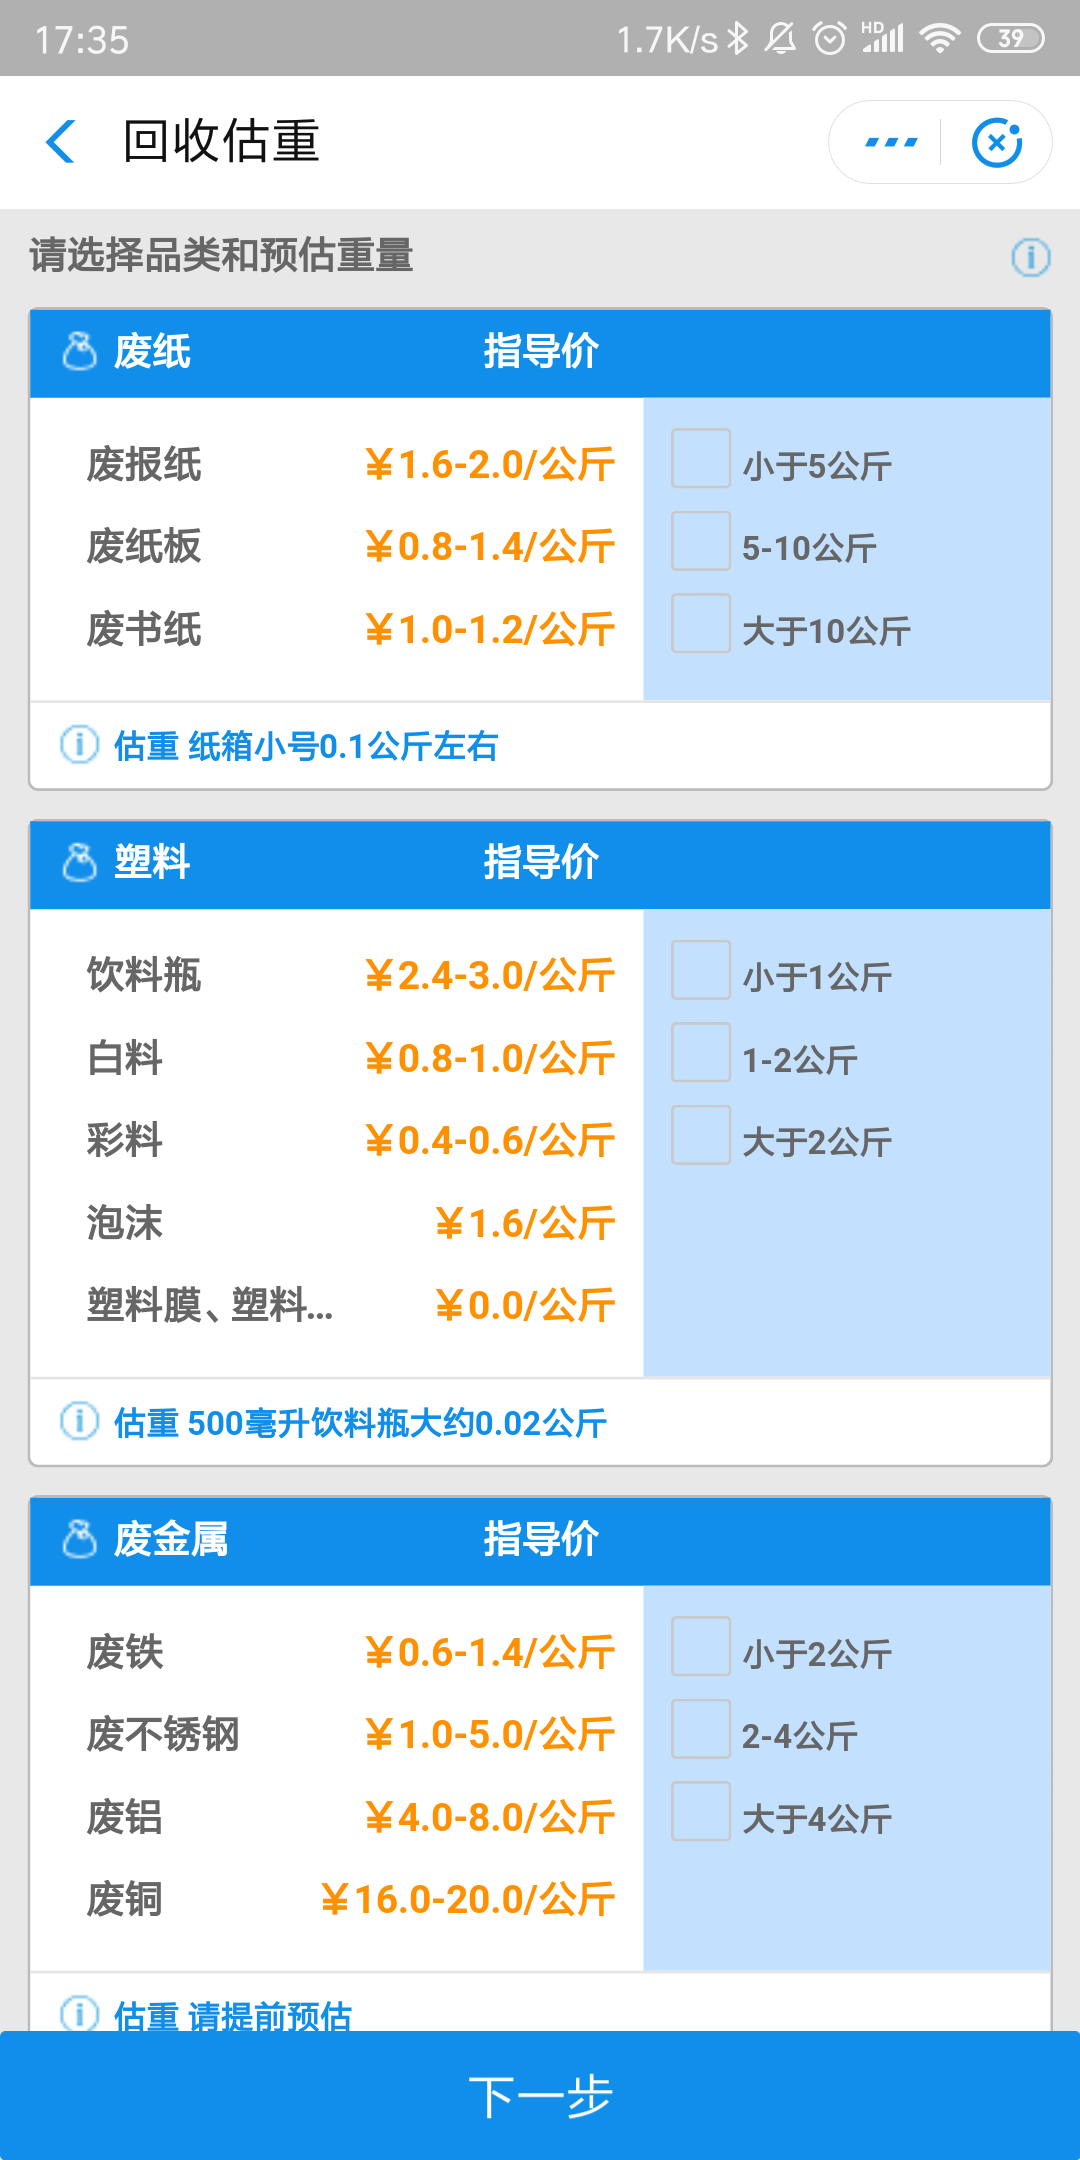 17:35 1.7K/s HD 39
回收估重
请选择品类和预估重量
废纸 指导价
废报纸 ¥1.6-2.0/公斤 小于5公斤
废纸板 ¥0.8-1.4/公斤 5-10公斤
废书纸 ¥1.0-1.2/公斤 大于10公斤
估重 纸箱小号0.1公斤左右
塑料 指导价
饮料瓶 ¥2.4-3.0/公斤 小于1公斤
白料 ¥0.8-1.0/公斤 1-2公斤
彩料 ¥0.4-0.6/公斤 大于2公斤
泡沫 ¥1.6/公斤
塑料膜、塑料... ¥0.0/公斤
估重 500毫升饮料瓶大约0.02公斤
废金属 指导价
废铁 ¥0.6-1.4/公斤 小于2公斤
废不锈钢 ¥1.0-5.0/公斤 2-4公斤
废铝 ¥4.0-8.0/公斤 大于4公斤
废铜 ¥16.0-20.0/公斤
估重 请提前预估
下一步